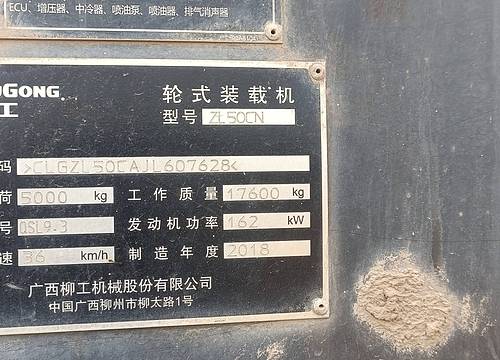 ECU、增压器、中冷器、喷油泵、喷油器、排气消声器
GONG
工
轮式装载机
型号 ZL50CN
码 >CLGZL50CAJL607628<
荷 5000 kg 工作质量 17600 kg
号 QSL9.3 发动机功率 162 kW
速 36 km/h 制造年度 2018
广西柳工机械股份有限公司
中国广西柳州市柳太路1号